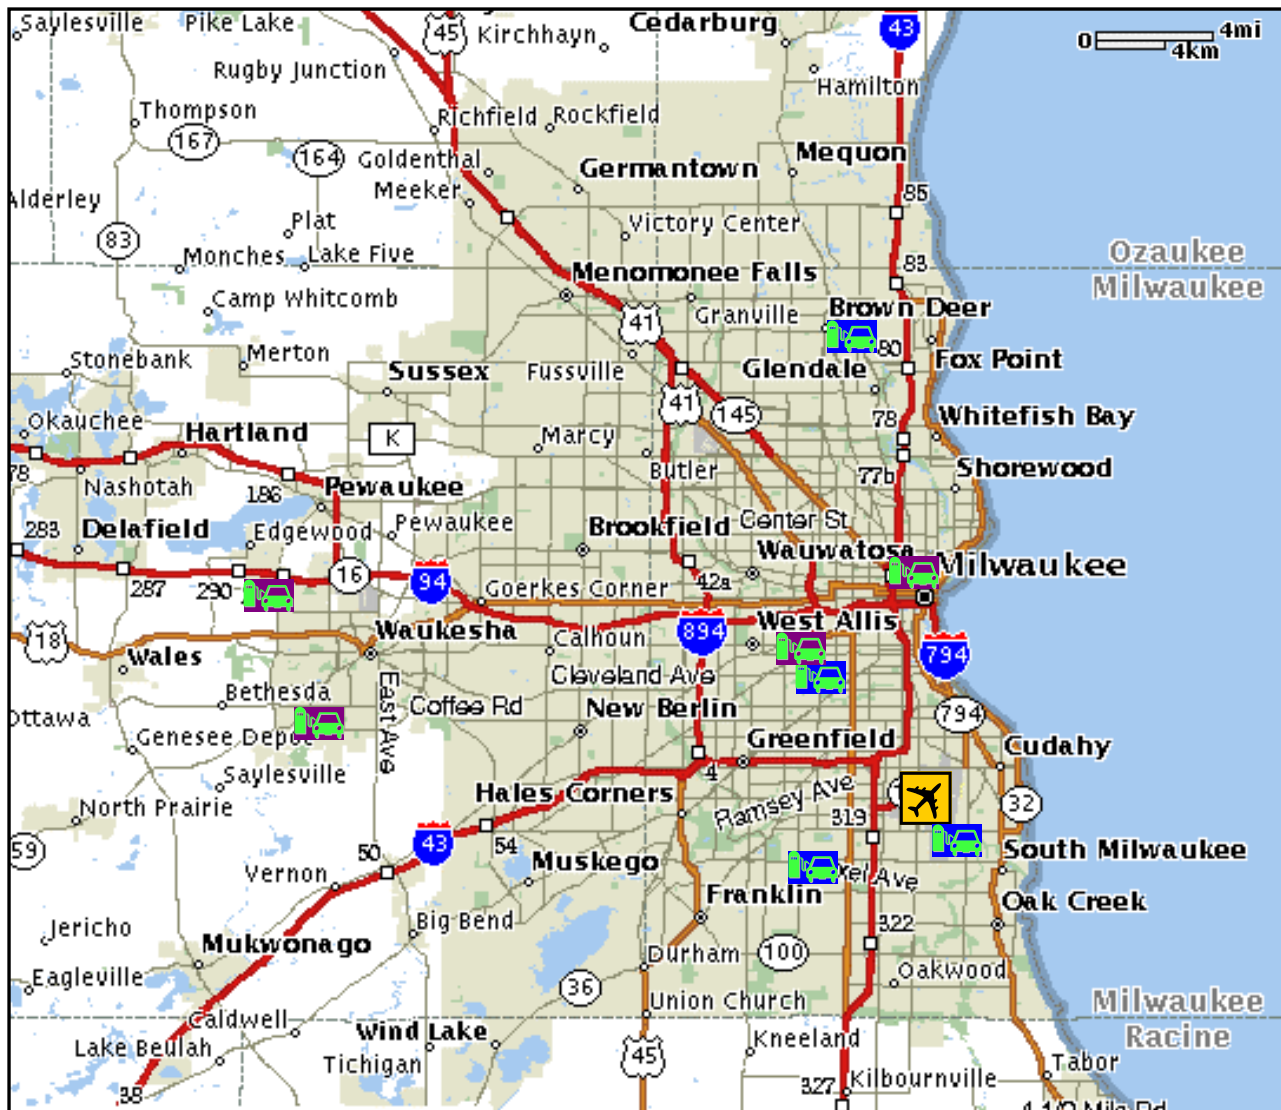 Saylesville
Pike Lake
45
Kirchhayn
Cedarburg
43
0
4mi
4km
Rugby Junction
Hamilton
Thompson
Richfield
Rockfield
167
164
Goldenthal
Germantown
Mequon
Meeker
Alderley
85
Plat
Victory Center
83
Monches
Lake Five
Ozaukee
Milwaukee
Menomonee Falls
83
Camp Whitcomb
Granville
Brown Deer
41
80
Stonebank
Merton
Sussex
Fussville
Glendale
Fox Point
41
145
Okauchee
Hartland
K
Marcy
78
Whitefish Bay
78
Butler
77b
Shorewood
Nashotah
186
Pewaukee
283
Delafield
Edgewood
Pewaukee
Brookfield
Center St
Wauwatosa
Milwaukee
287
290
16
94
Goerkes Corner
42a
18
Waukesha
Calhoun
894
West Allis
794
Wales
Cleveland Ave
Bethesda
East Ave
Coffee Rd
New Berlin
794
Ottawa
Genesee Depot
Greenfield
Cudahy
Saylesville
4
North Prairie
Hales Corners
Ramsey Ave
319
32
59
50
43
54
Muskego
South Milwaukee
Vernon
xel Ave
Franklin
Oak Creek
Jericho
Big Bend
322
Mukwonago
Durham
100
Oakwood
Eagleville
36
Union Church
Milwaukee
Racine
Caldwell
Wind Lake
Kneeland
Lake Beulah
Tichigan
45
Tabor
38
327
Kilbournville
4 1/2 Mile Rd